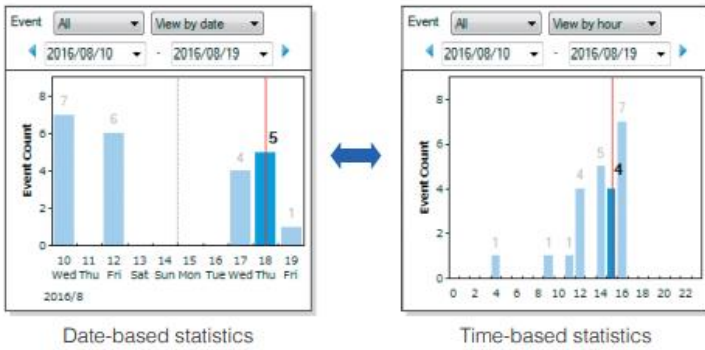 Event All View by date
2016/08/10 - 2016/08/19
Event Count
8
6
4
2
0
7 6 4 5 1
10 11 12 13 14 15 16 17 18 19
Wed Thu Fri Sat Sun Mon Tue Wed Thu Fri
2016/8
Date-based statistics
Event All View by hour
2016/08/10 - 2016/08/19
Event Count
8
6
4
2
0
1 1 1 4 5 4 7
0 2 4 6 8 10 12 14 16 18 20 22
Time-based statistics